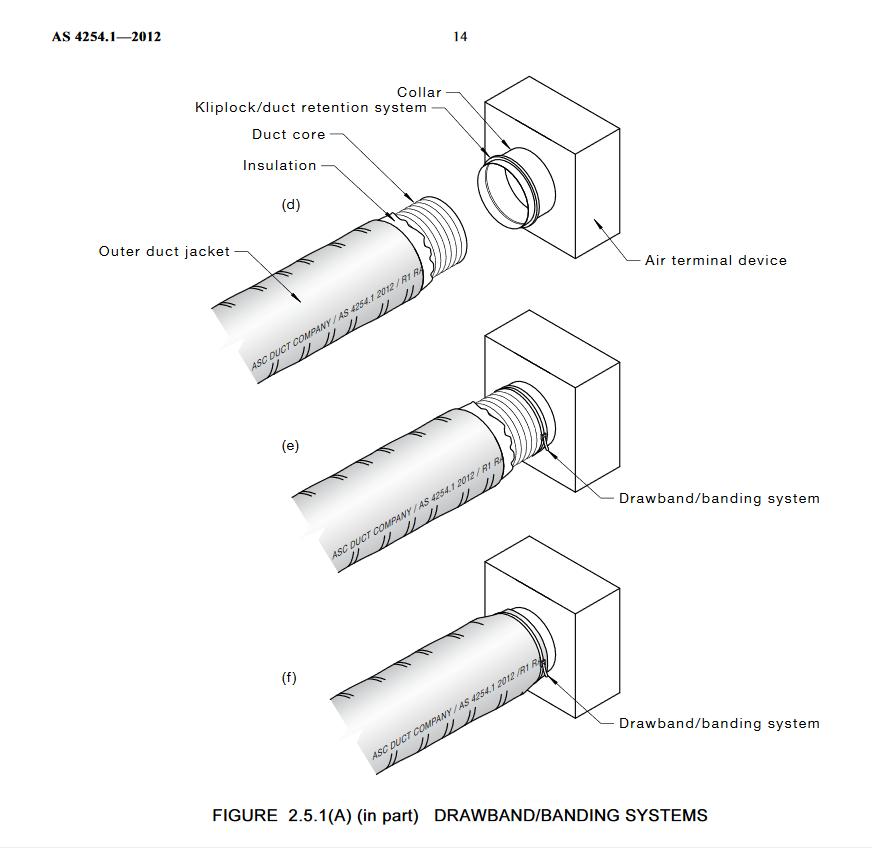 AS 4254.1—2012
14
Collar
Kliplock/duct retention system
Duct core
Insulation
(d)
Outer duct jacket
Air terminal device
ASC DUCT COMPANY / AS 4254.1 2012 / R1 RA
(e)
ASC DUCT COMPANY / AS 4254.1 2012 / R1 RA
Drawband/banding system
(f)
ASC DUCT COMPANY / AS 4254.1 2012 /R1 RA
Drawband/banding system
FIGURE 2.5.1(A) (in part) DRAWBAND/BANDING SYSTEMS